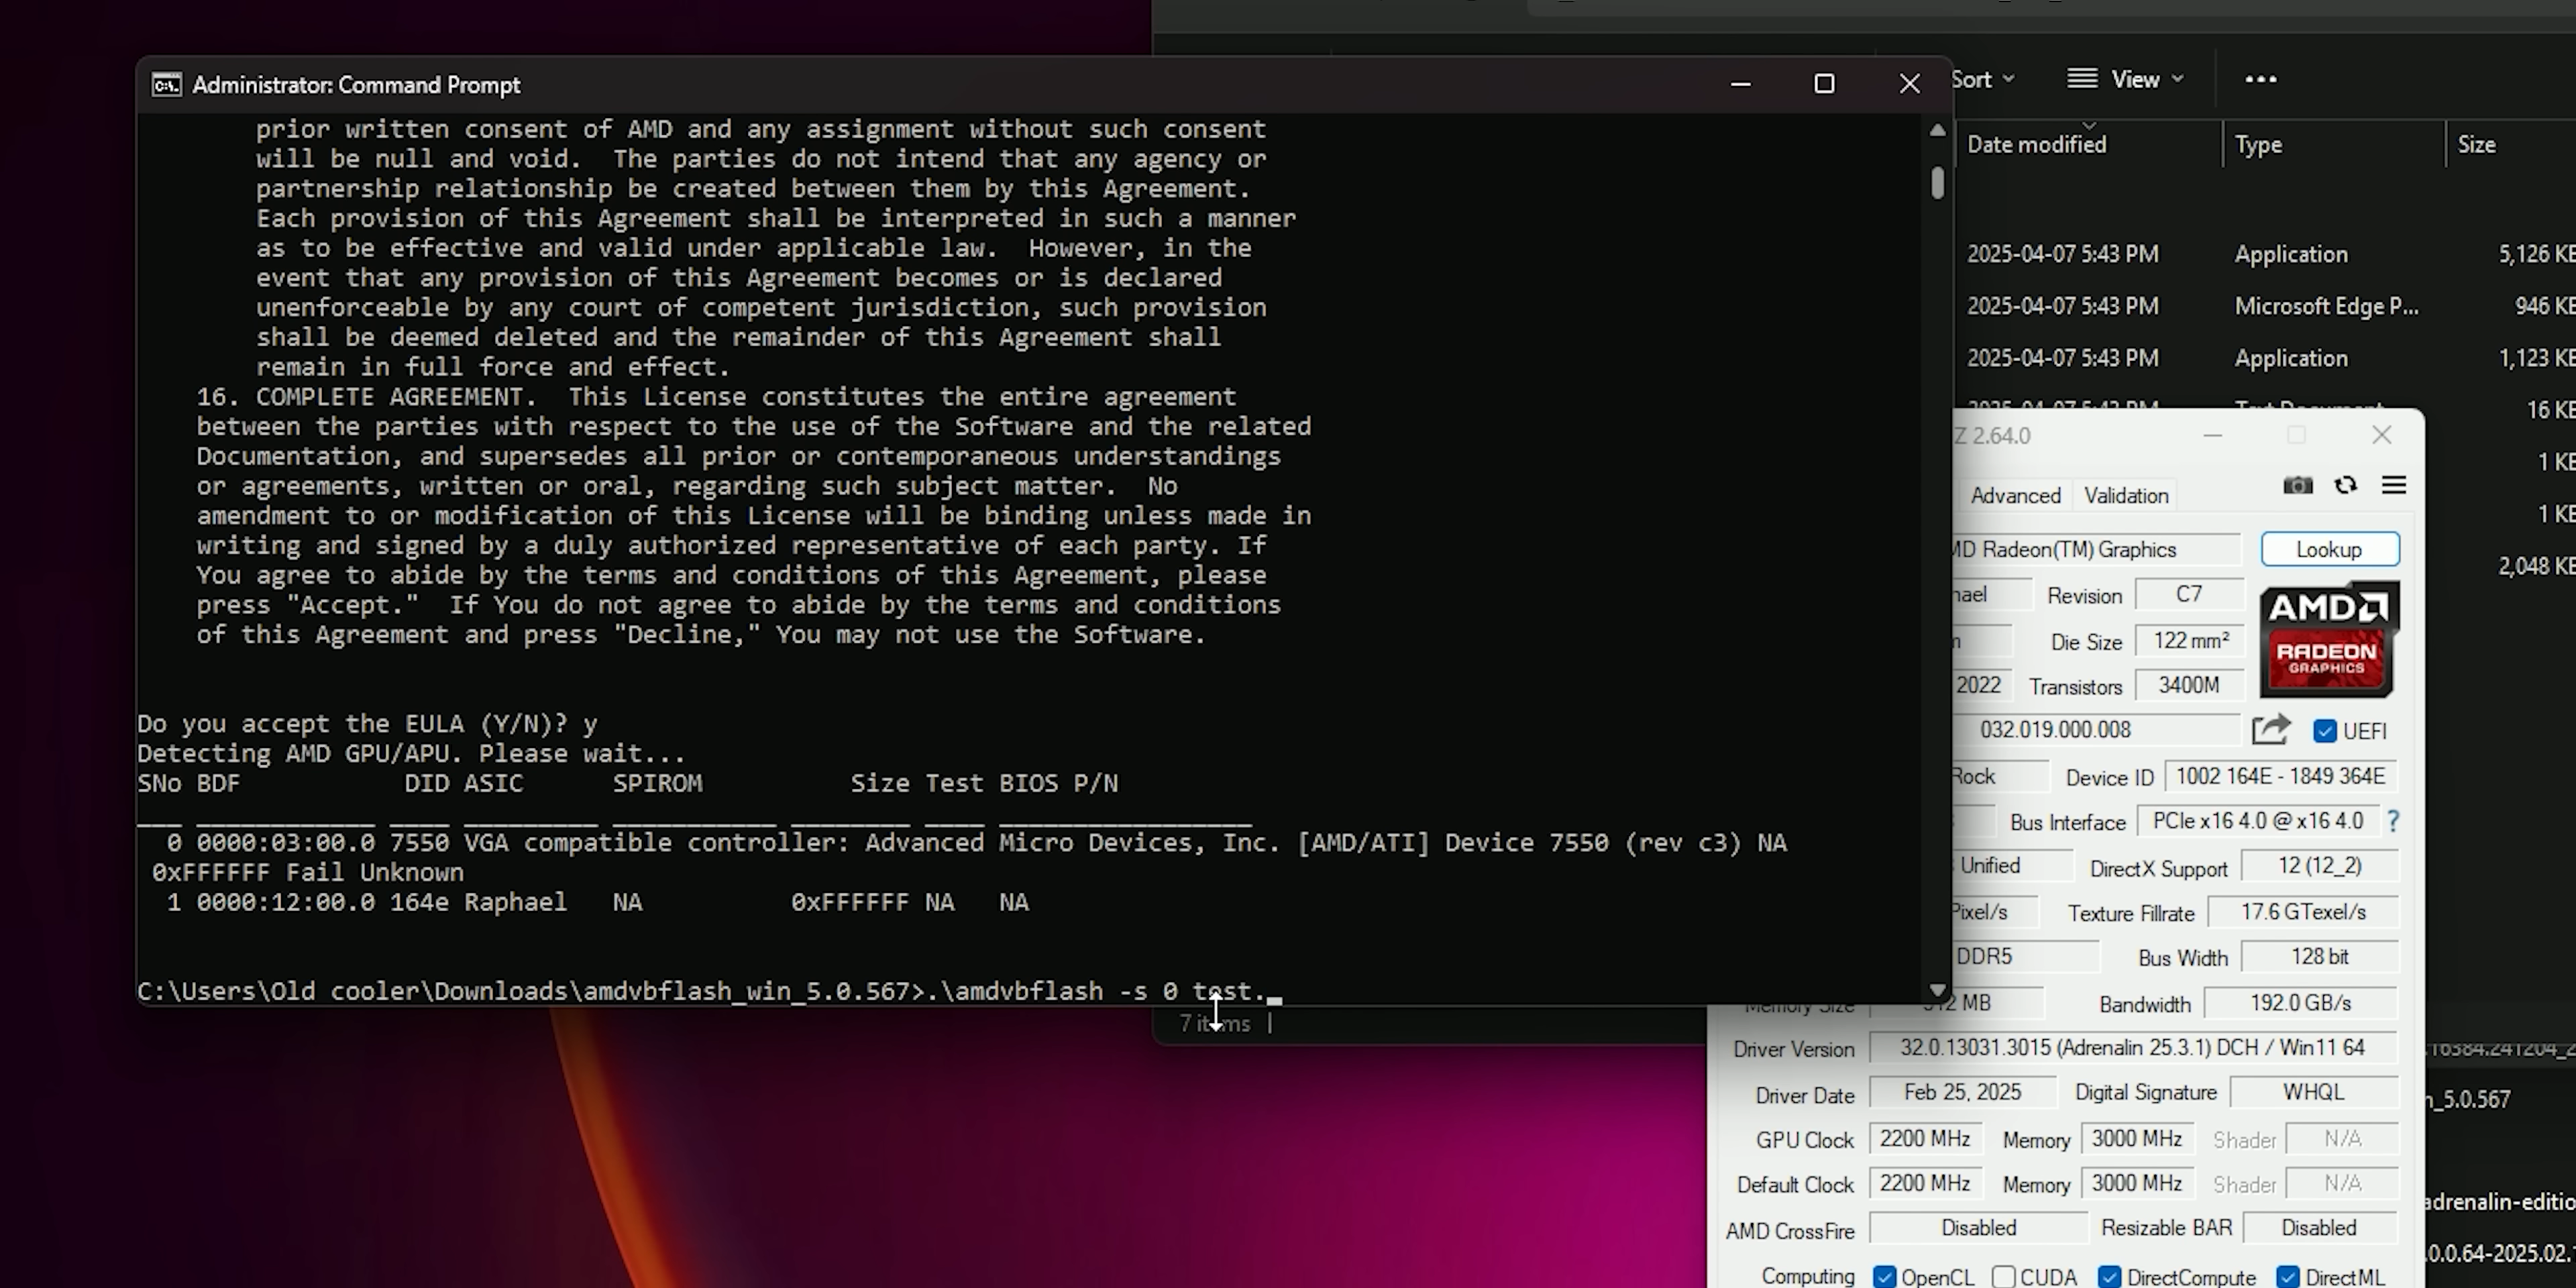 Administrator: Command Prompt
prior written consent of AMD and any assignment without such consent
will be null and void.  The parties do not intend that any agency or
partnership relationship be created between them by this Agreement.
Each provision of this Agreement shall be interpreted in such a manner
as to be effective and valid under applicable law.  However, in the
event that any provision of this Agreement becomes or is declared
unenforceable by any court of competent jurisdiction, such provision
shall be deemed deleted and the remainder of this Agreement shall
remain in full force and effect.
16. COMPLETE AGREEMENT.  This License constitutes the entire agreement
between the parties with respect to the use of the Software and the related
Documentation, and supersedes all prior or contemporaneous understandings
or agreements, written or oral, regarding such subject matter.  No
amendment to or modification of this License will be binding unless made in
writing and signed by a duly authorized representative of each party. If
You agree to abide by the terms and conditions of this Agreement, please
press "Accept."  If You do not agree to abide by the terms and conditions
of this Agreement and press "Decline," You may not use the Software.
Do you accept the EULA (Y/N)? y
Detecting AMD GPU/APU. Please wait...
SNo BDF DID ASIC SPIROM Size Test BIOS P/N
0 0000:03:00.0 7550 VGA compatible controller: Advanced Micro Devices, Inc. [AMD/ATI] Device 7550 (rev c3) NA
0xFFFFFF Fail Unknown
1 0000:12:00.0 164e Raphael NA 0xFFFFFF NA NA
C:\Users\Old cooler\Downloads\amdvbflash_win_5.0.567>.\amdvbflash -s 0 test.
7 items
Sort View
Date modified Type Size
2025-04-07 5:43 PM Application 5,126 KB
2025-04-07 5:43 PM Microsoft Edge P... 946 KB
2025-04-07 5:43 PM Application 1,123 KB
2025-04-07 5:43 PM Text Document 16 KB
1 KB
1 KB
2,048 KB
Z 2.64.0
Advanced Validation
MD Radeon(TM) Graphics Lookup
hael Revision C7
Die Size 122 mm²
2022 Transistors 3400M
AMD
RADEON
GRAPHICS
032.019.000.008 UEFI
Rock Device ID 1002 164E - 1849 364E
Bus Interface PCIe x16 4.0 @ x16 4.0 ?
Unified DirectX Support 12 (12_2)
Pixel/s Texture Fillrate 17.6 GTexel/s
DDR5 Bus Width 128 bit
Memory Size 512 MB Bandwidth 192.0 GB/s
Driver Version 32.0.13031.3015 (Adrenalin 25.3.1) DCH / Win11 64
Driver Date Feb 25, 2025 Digital Signature WHQL
GPU Clock 2200 MHz Memory 3000 MHz Shader N/A
Default Clock 2200 MHz Memory 3000 MHz Shader N/A
AMD CrossFire Disabled Resizable BAR Disabled
Computing OpenCL CUDA DirectCompute DirectML
.16384.241204_2
n_5.0.567
adrenalin-editio
.0.0.64-2025.02.